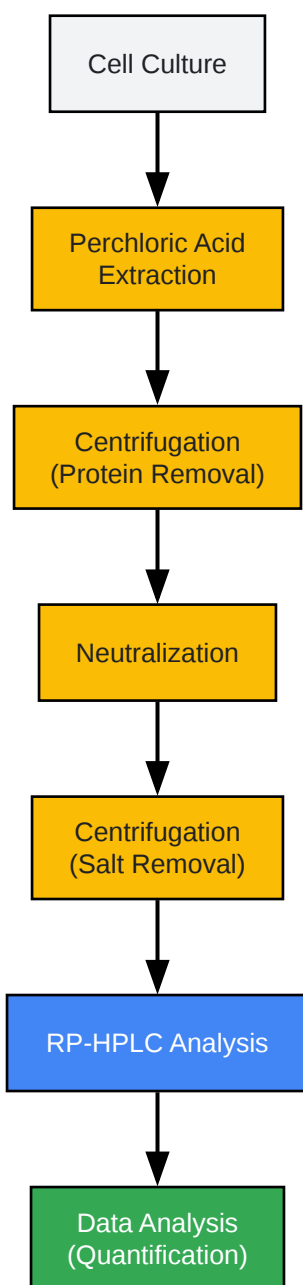 Cell Culture
Perchloric Acid
Extraction
Centrifugation
(Protein Removal)
Neutralization
Centrifugation
(Salt Removal)
RP-HPLC Analysis
Data Analysis
(Quantification)